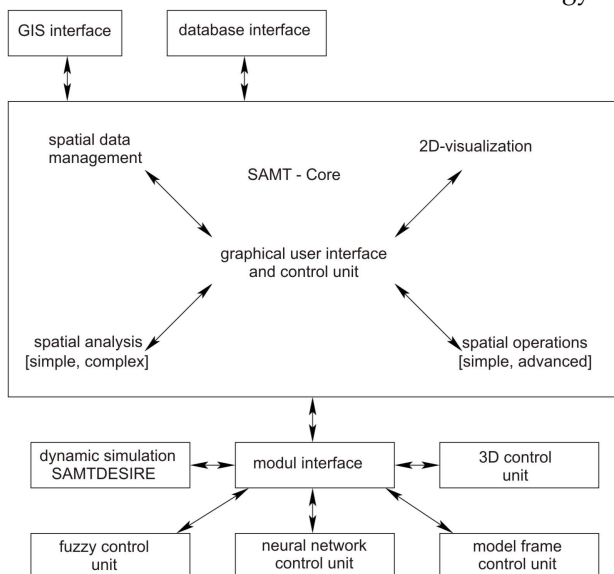 gy
GIS interface
database interface
spatial data
management
2D-visualization
SAMT - Core
graphical user interface
and control unit
spatial analysis
[simple, complex]
spatial operations
[simple, advanced]
dynamic simulation
SAMTDESIRE
modul interface
3D control
unit
fuzzy control
unit
neural network
control unit
model frame
control unit